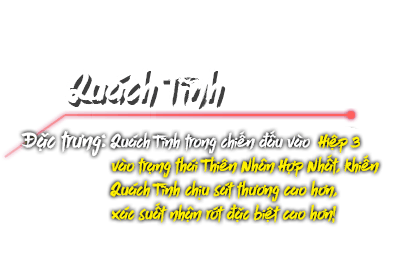 Quách Tĩnh
Đặc trưng: Quách Tĩnh trong chiến đấu vào Hiệp 3
vào trạng thái Thiên Nhân Hợp Nhất, khiến
Quách Tĩnh chịu sát thương cao hơn,
xác suất nhận rớt đặc biệt cao hơn!